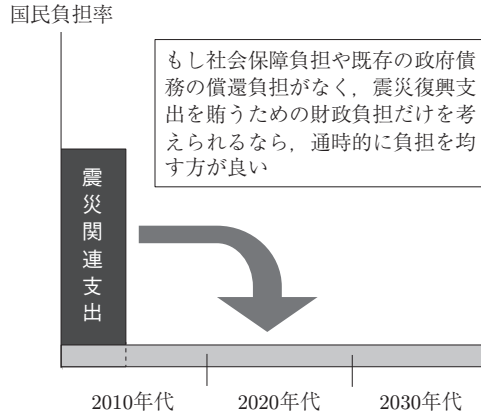 国民負担率
もし社会保障負担や既存の政府債
務の償還負担がなく，震災復興支
出を賄うための財政負担だけを考
えられるなら，通時的に負担を均
す方が良い
震災関連支出
2010年代
2020年代
2030年代